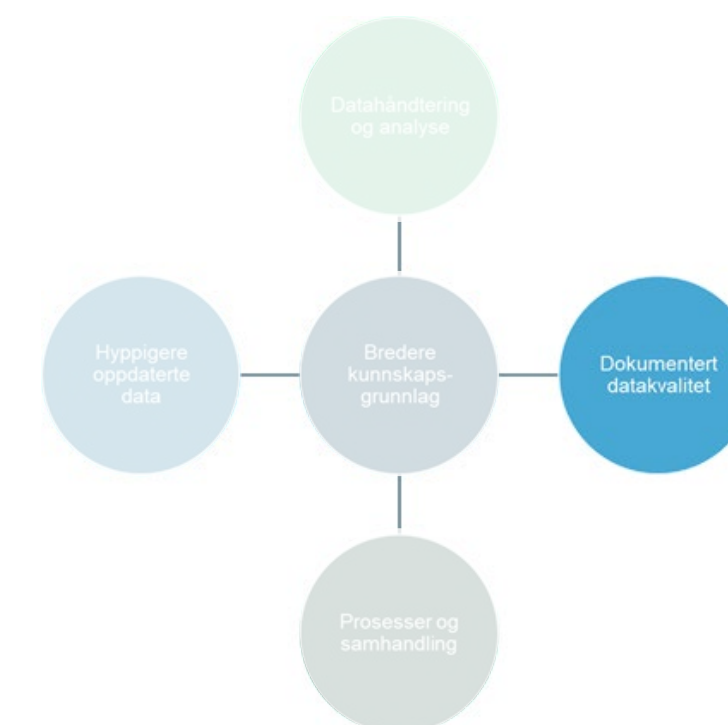 Datahåndtering
og analyse
Hyppigere
oppdaterte
data
Bredere
kunnskaps-
grunnlag
Dokumentert
datakvalitet
Prosesser og
samhandling